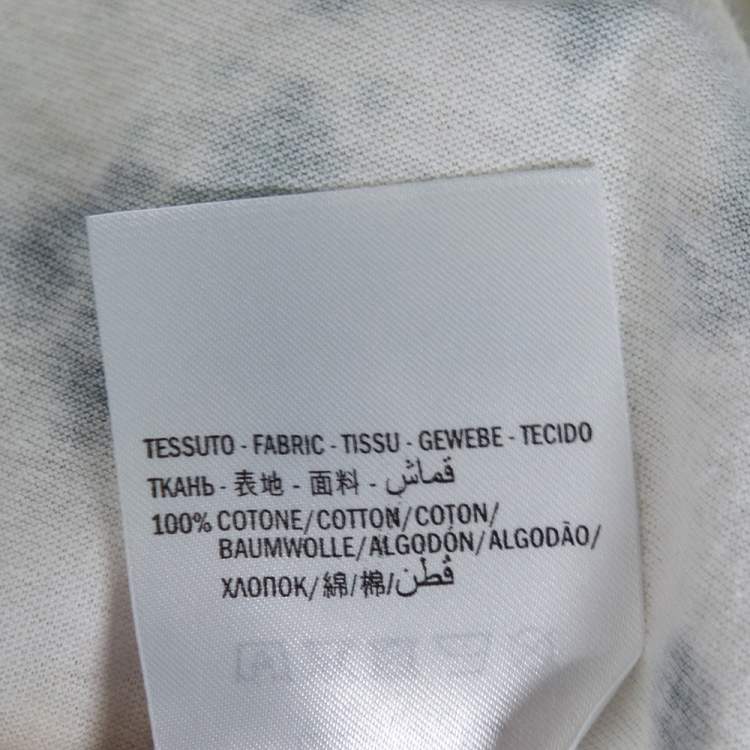 TESSUTO - FABRIC - TISSU - GEWEBE - TECIDO
ТКАНЬ - 表地 - 面料 - قماش
100% COTONE/COTTON/COTON/
BAUMWOLLE/ALGODÓN/ALGODÃO/
ХЛОПОК/綿/棉/قطن